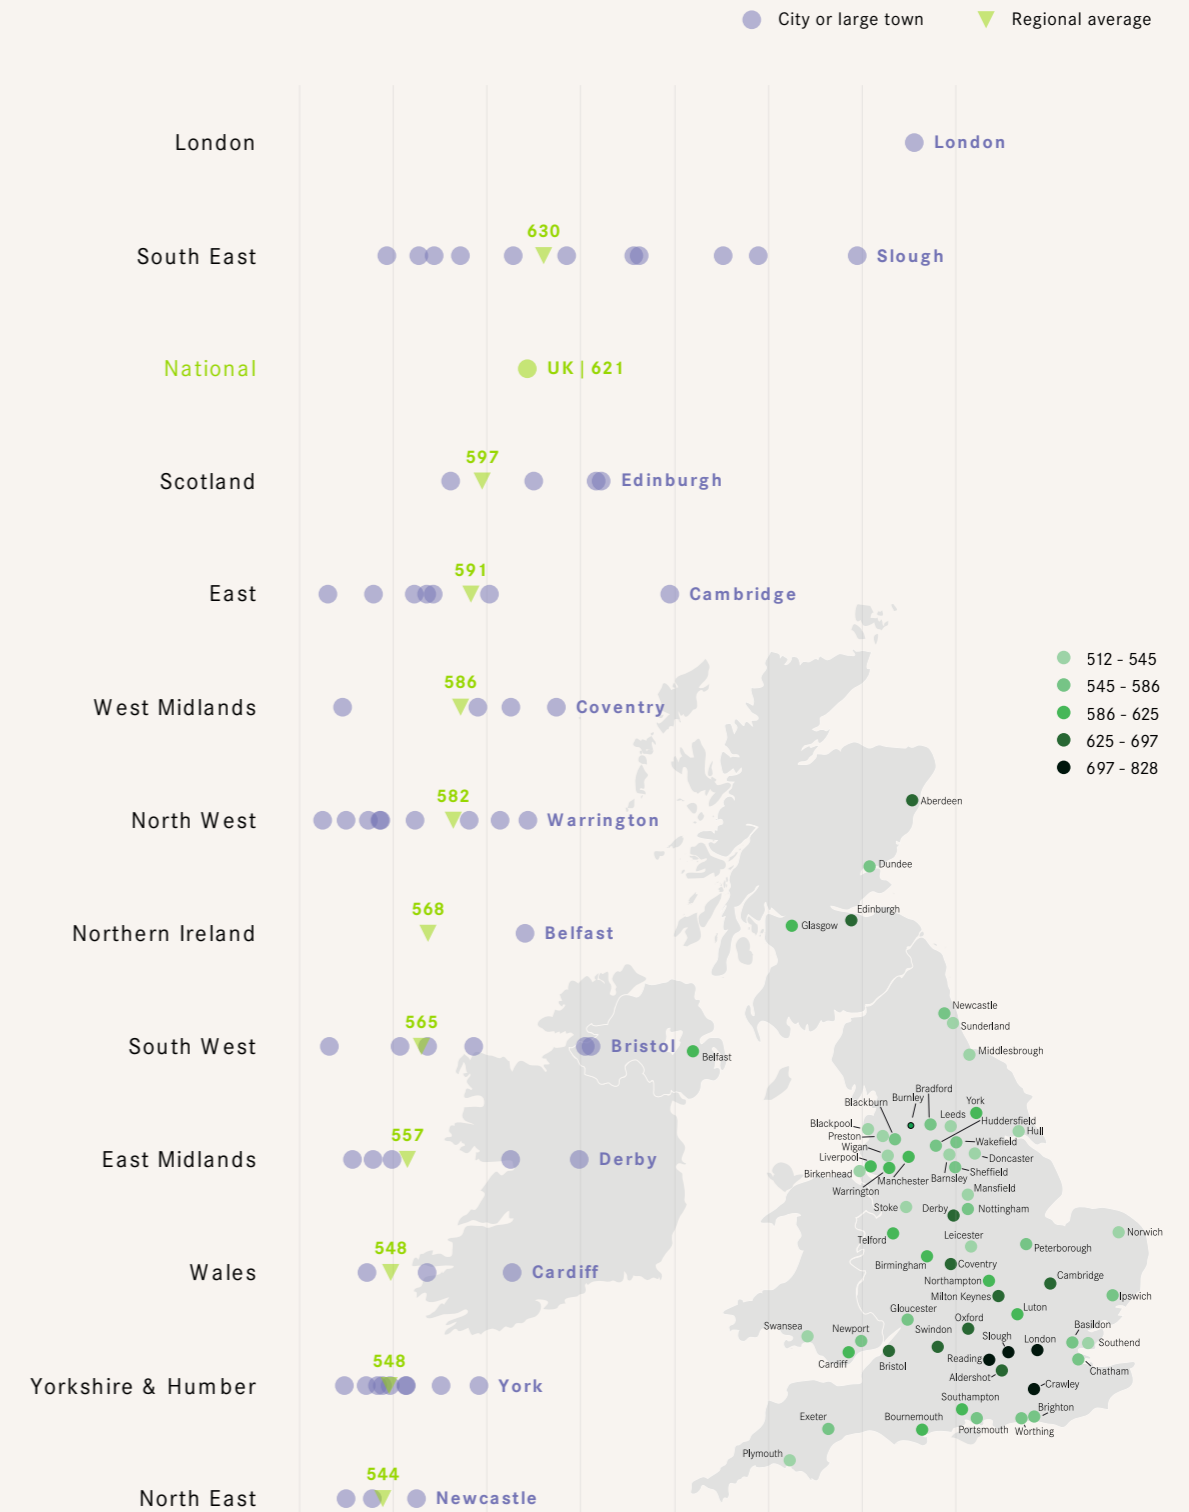 City or large town
Regional average
London
London
630
South East
Slough
National
UK | 621
597
Scotland
Edinburgh
591
East
Cambridge
512 - 545
545 - 586
586 - 625
625 - 697
697 - 828
586
West Midlands
Coventry
582
North West
Warrington
568
Northern Ireland
Belfast
565
South West
Bristol
557
East Midlands
Derby
548
Wales
Cardiff
548
Yorkshire & Humber
York
544
North East
Newcastle
Aberdeen
Dundee
Edinburgh
Glasgow
Newcastle
Sunderland
Middlesbrough
Belfast
Bradford
Burnley
Blackburn
York
Leeds
Huddersfield
Blackpool
Hull
Preston
Wakefield
Wigan
Liverpool
Doncaster
Birkenhead
Sheffield
Barnsley
Manchester
Warrington
Mansfield
Stoke
Derby
Nottingham
Norwich
Telford
Leicester
Peterborough
Birmingham
Coventry
Northampton
Cambridge
Milton Keynes
Ipswich
Gloucester
Luton
Oxford
Swansea
Newport
Swindon
Slough
London
Basildon
Southend
Cardiff
Bristol
Reading
Chatham
Aldershot
Crawley
Southampton
Exeter
Bournemouth
Brighton
Portsmouth
Worthing
Plymouth